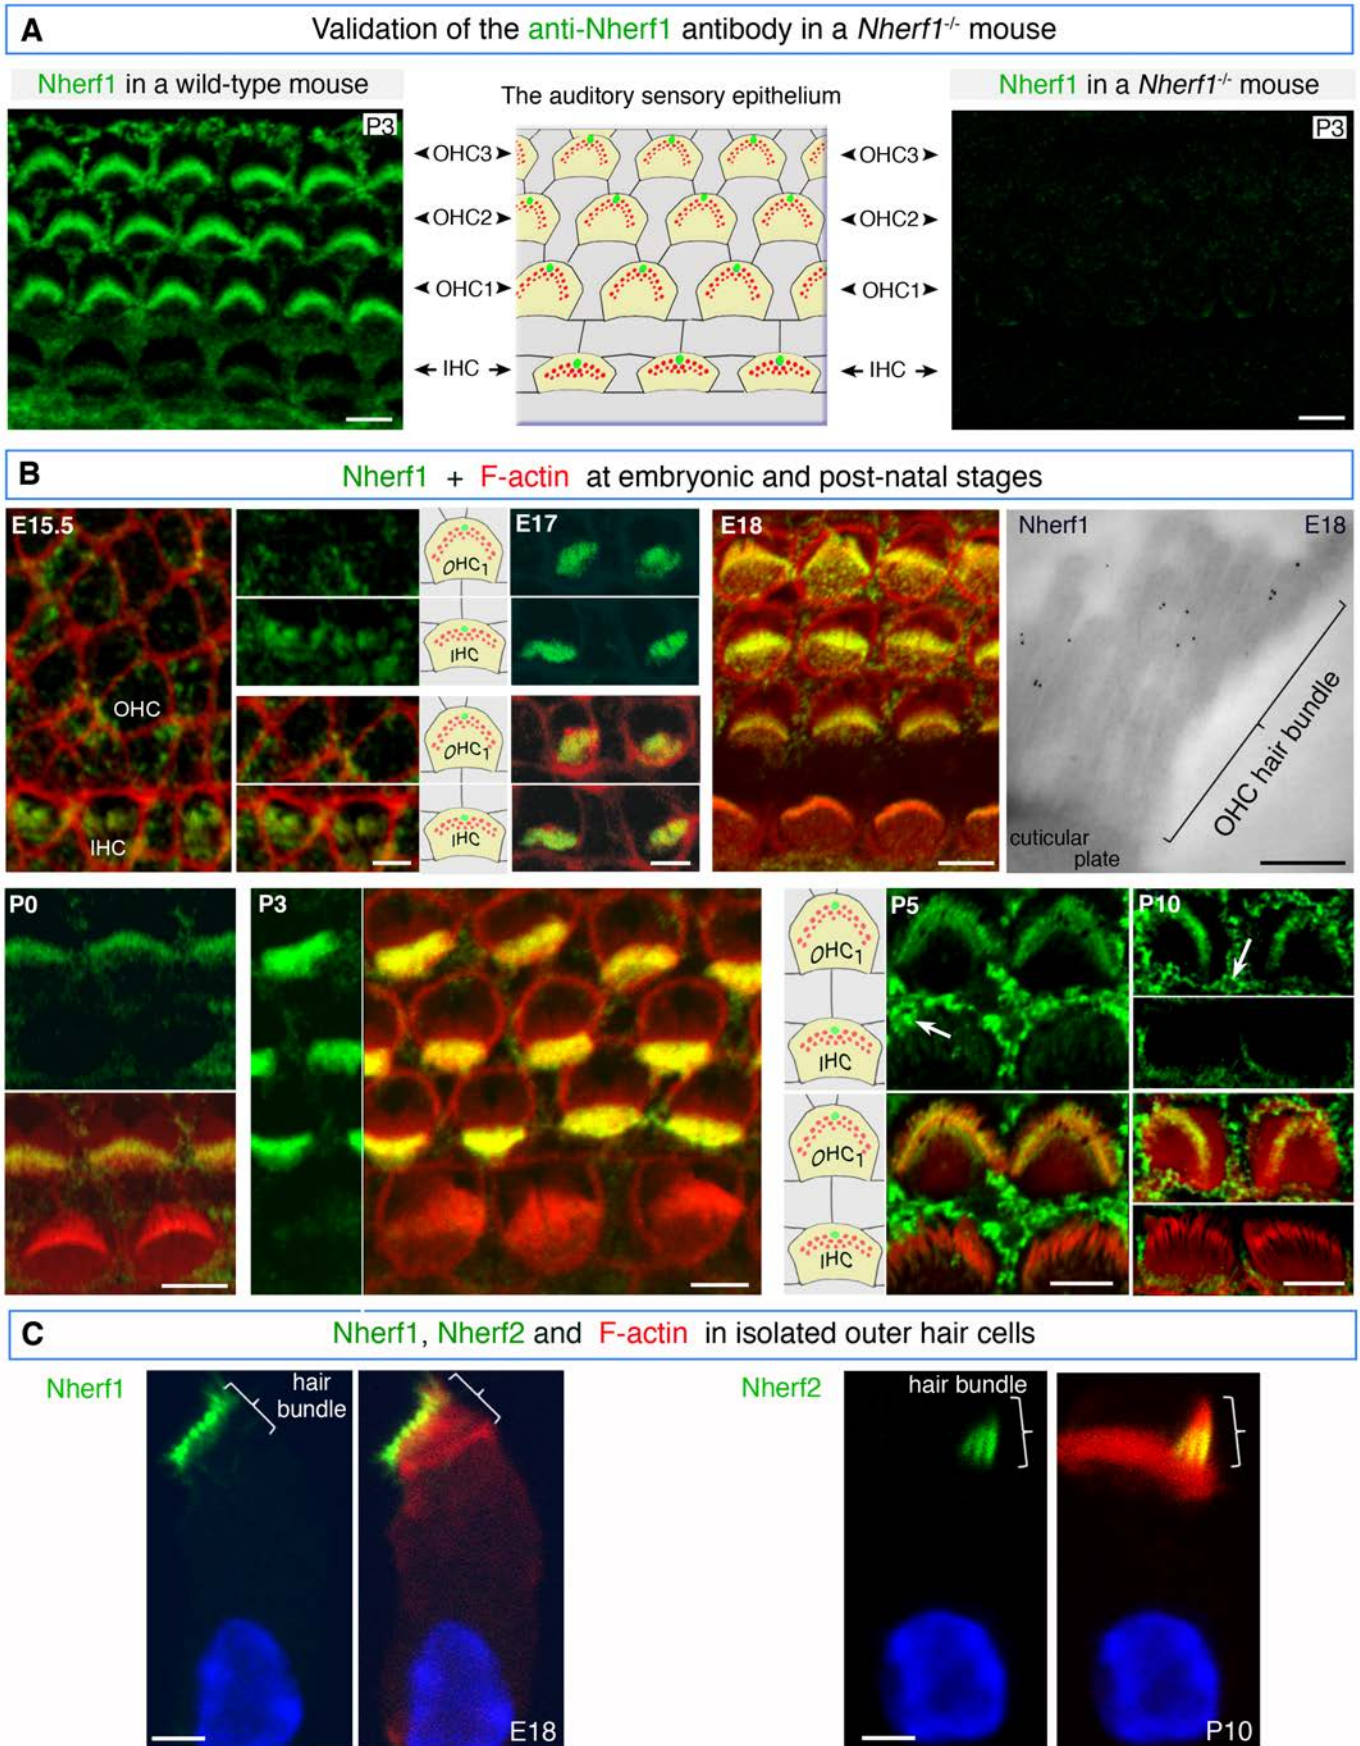 A Validation of the anti-Nherf1 antibody in a Nherf1-/- mouse
Nherf1 in a wild-type mouse
The auditory sensory epithelium
Nherf1 in a Nherf1-/- mouse
P3
OHC3
OHC2
OHC1
IHC
OHC3
OHC2
OHC1
IHC
P3
B Nherf1 + F-actin at embryonic and post-natal stages
E15.5
OHC
IHC
OHC1
IHC
OHC1
IHC
E17
E18
Nherf1 E18
OHC hair bundle
cuticular
plate
P0
P3
OHC1
IHC
OHC1
IHC
P5
P10
C Nherf1, Nherf2 and F-actin in isolated outer hair cells
Nherf1
hair
bundle
E18
Nherf2
hair bundle
P10